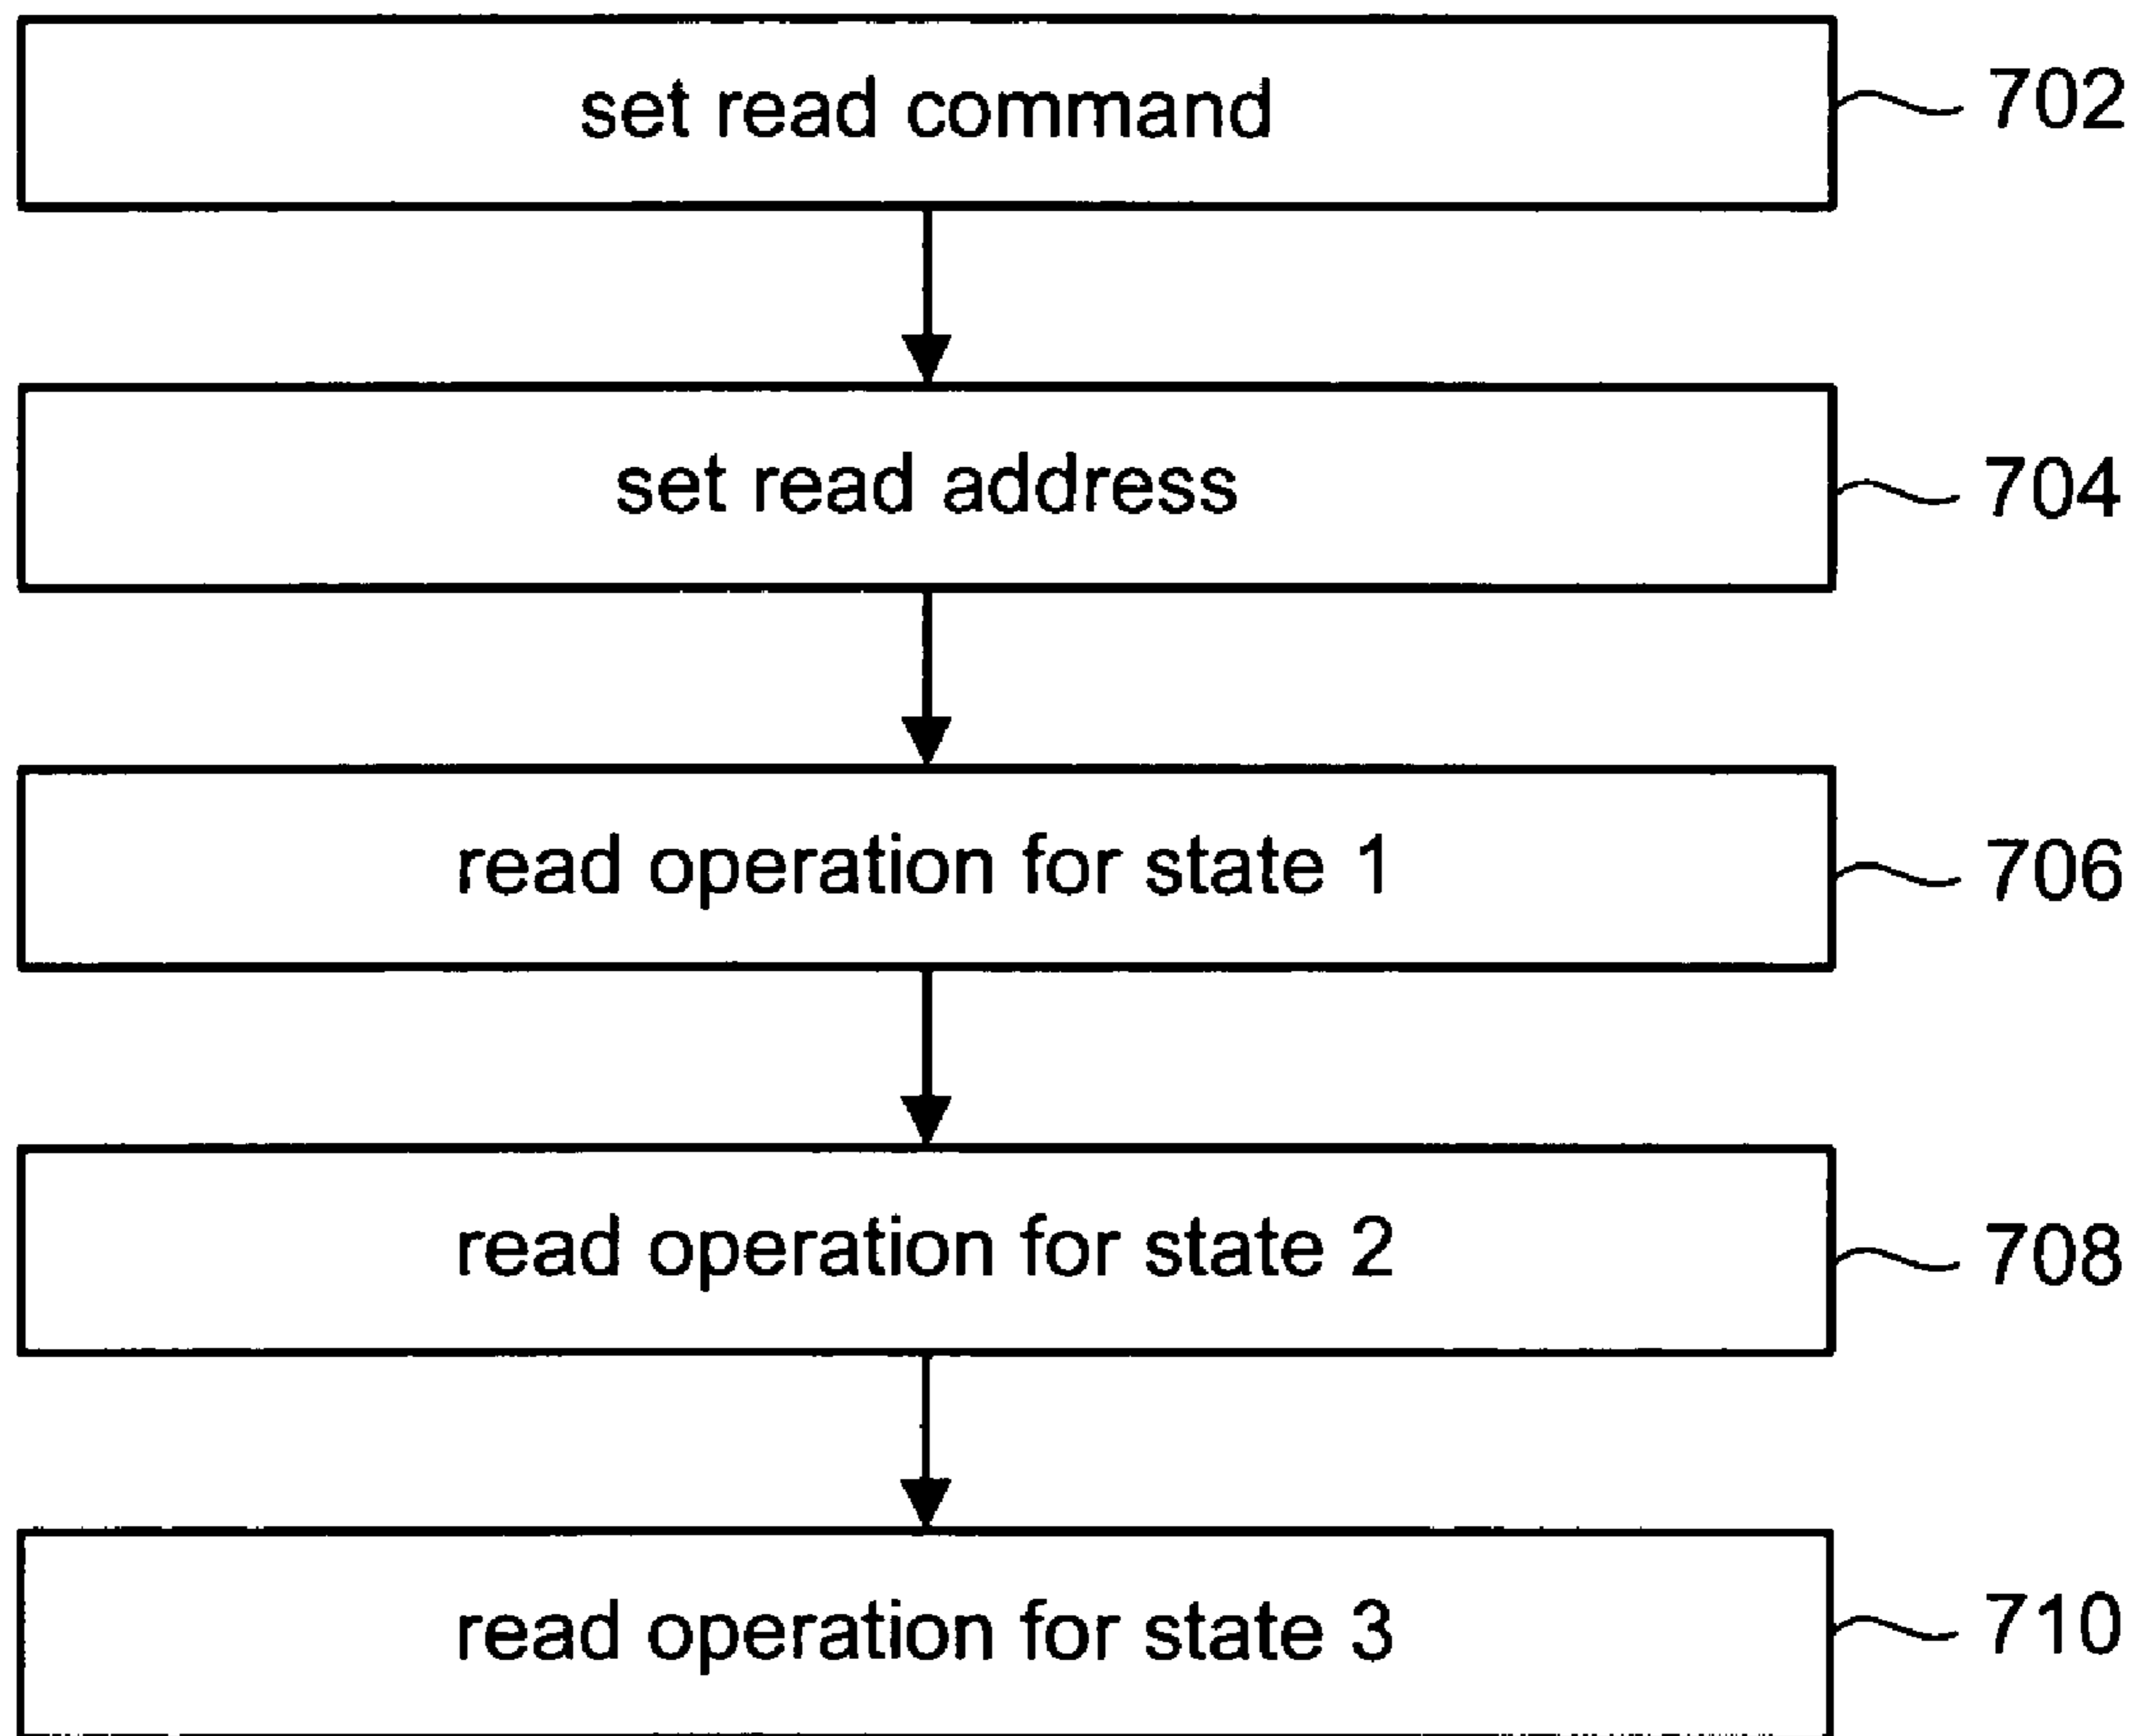 set read command 702
set read address 704
read operation for state 1 706
read operation for state 2 708
read operation for state 3 710